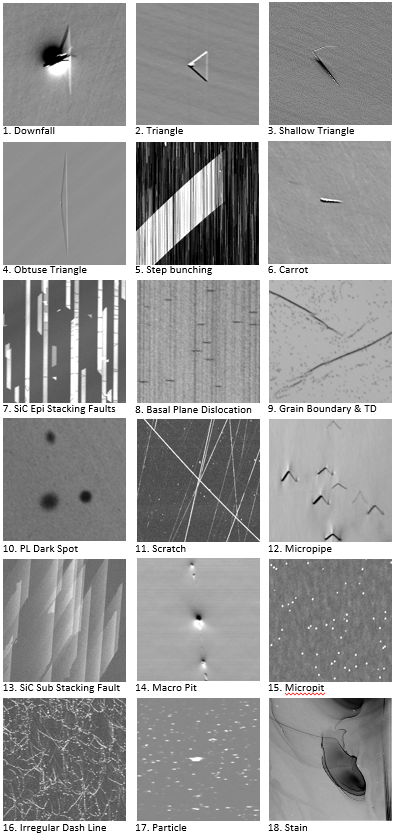 1. Downfall
2. Triangle
3. Shallow Triangle
4. Obtuse Triangle
5. Step bunching
6. Carrot
7. SiC Epi Stacking Faults
8. Basal Plane Dislocation
9. Grain Boundary & TD
10. PL Dark Spot
11. Scratch
12. Micropipe
13. SiC Sub Stacking Fault
14. Macro Pit
15. Micropit
16. Irregular Dash Line
17. Particle
18. Stain